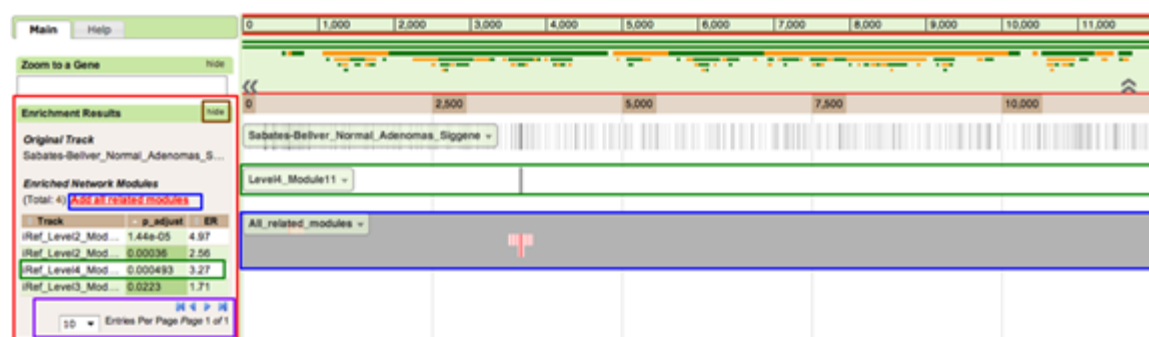 Main Help
Zoom to a Gene hide
Enrichment Results hide
Original Track
Sabates-Bellver_Normal_Adenomas_S...
Enriched Network Modules
(Total: 4) Add all related modules
Track p_adjust ER
iRef_Level2_Mod... 1.44e-05 4.97
iRef_Level2_Mod... 0.00036 2.56
iRef_Level4_Mod... 0.000493 3.27
iRef_Level3_Mod... 0.0223 1.71
10 Entries Per Page Page 1 of 1
0 1,000 2,000 3,000 4,000 5,000 6,000 7,000 8,000 9,000 10,000 11,000
0 2,500 5,000 7,500 10,000
Sabates-Bellver_Normal_Adenomas_Siggene
Level4_Module11
All_related_modules